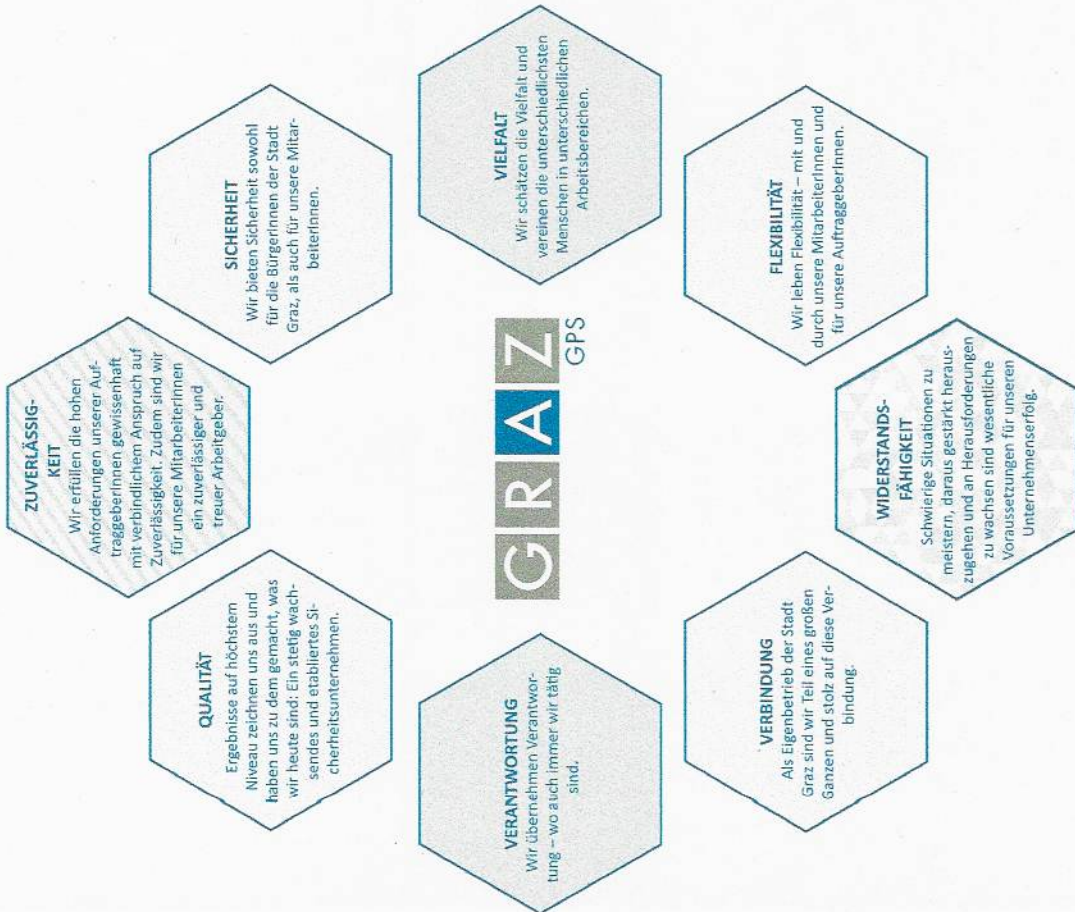 ZUVERLÄSSIG-
KEIT
Wir erfüllen die hohen
Anforderungen unserer Auf-
traggeberInnen gewissenhaft
mit verbindlichem Anspruch auf
Zuverlässigkeit. Zudem sind wir
für unsere MitarbeiterInnen
ein zuverlässiger und
treuer Arbeitgeber.
QUALITÄT
Ergebnisse auf höchstem
Niveau zeichnen uns aus und
haben uns zu dem gemacht, was
wir heute sind: Ein stetig wach-
sendes und etabliertes Si-
cherheitsunternehmen.
SICHERHEIT
Wir bieten Sicherheit sowohl
für die BürgerInnen der Stadt
Graz, als auch für unsere Mitar-
beiterInnen.
VERANTWORTUNG
Wir übernehmen Verantwor-
tung – wo auch immer wir tätig
sind.
GRAZ
GPS
VIELFALT
Wir schätzen die Vielfalt und
vereinen die unterschiedlichsten
Menschen in unterschiedlichen
Arbeitsbereichen.
VERBINDUNG
Als Eigenbetrieb der Stadt
Graz sind wir Teil eines großen
Ganzen und stolz auf diese Ver-
bindung.
FLEXIBILITÄT
Wir leben Flexibilität – mit und
durch unsere MitarbeiterInnen und
für unsere AuftraggeberInnen.
WIDERSTANDS-
FÄHIGKEIT
Schwierige Situationen zu
meistern, daraus gestärkt heraus-
zugehen und an Herausforderungen
zu wachsen sind wesentliche
Voraussetzungen für unseren
Unternehmenserfolg.